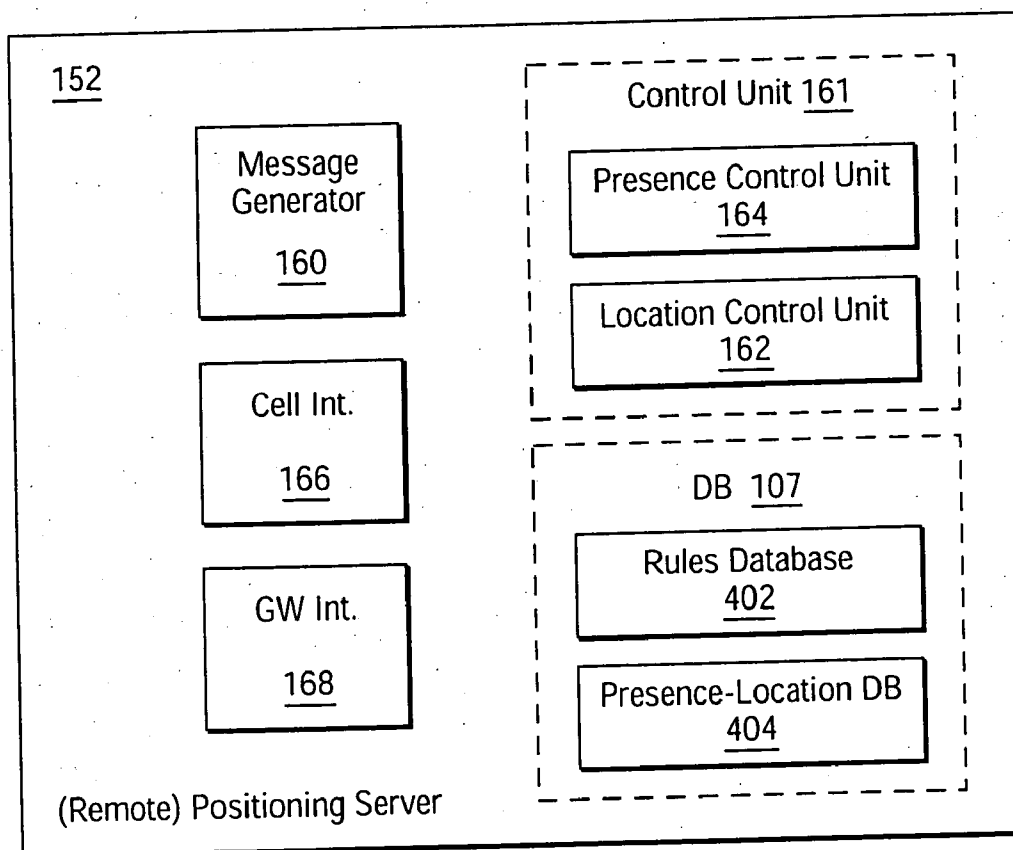 152
Message
Generator
160
Cell Int.
166
GW Int.
168
(Remote) Positioning Server
Control Unit 161
Presence Control Unit
164
Location Control Unit
162
DB 107
Rules Database
402
Presence-Location DB
404